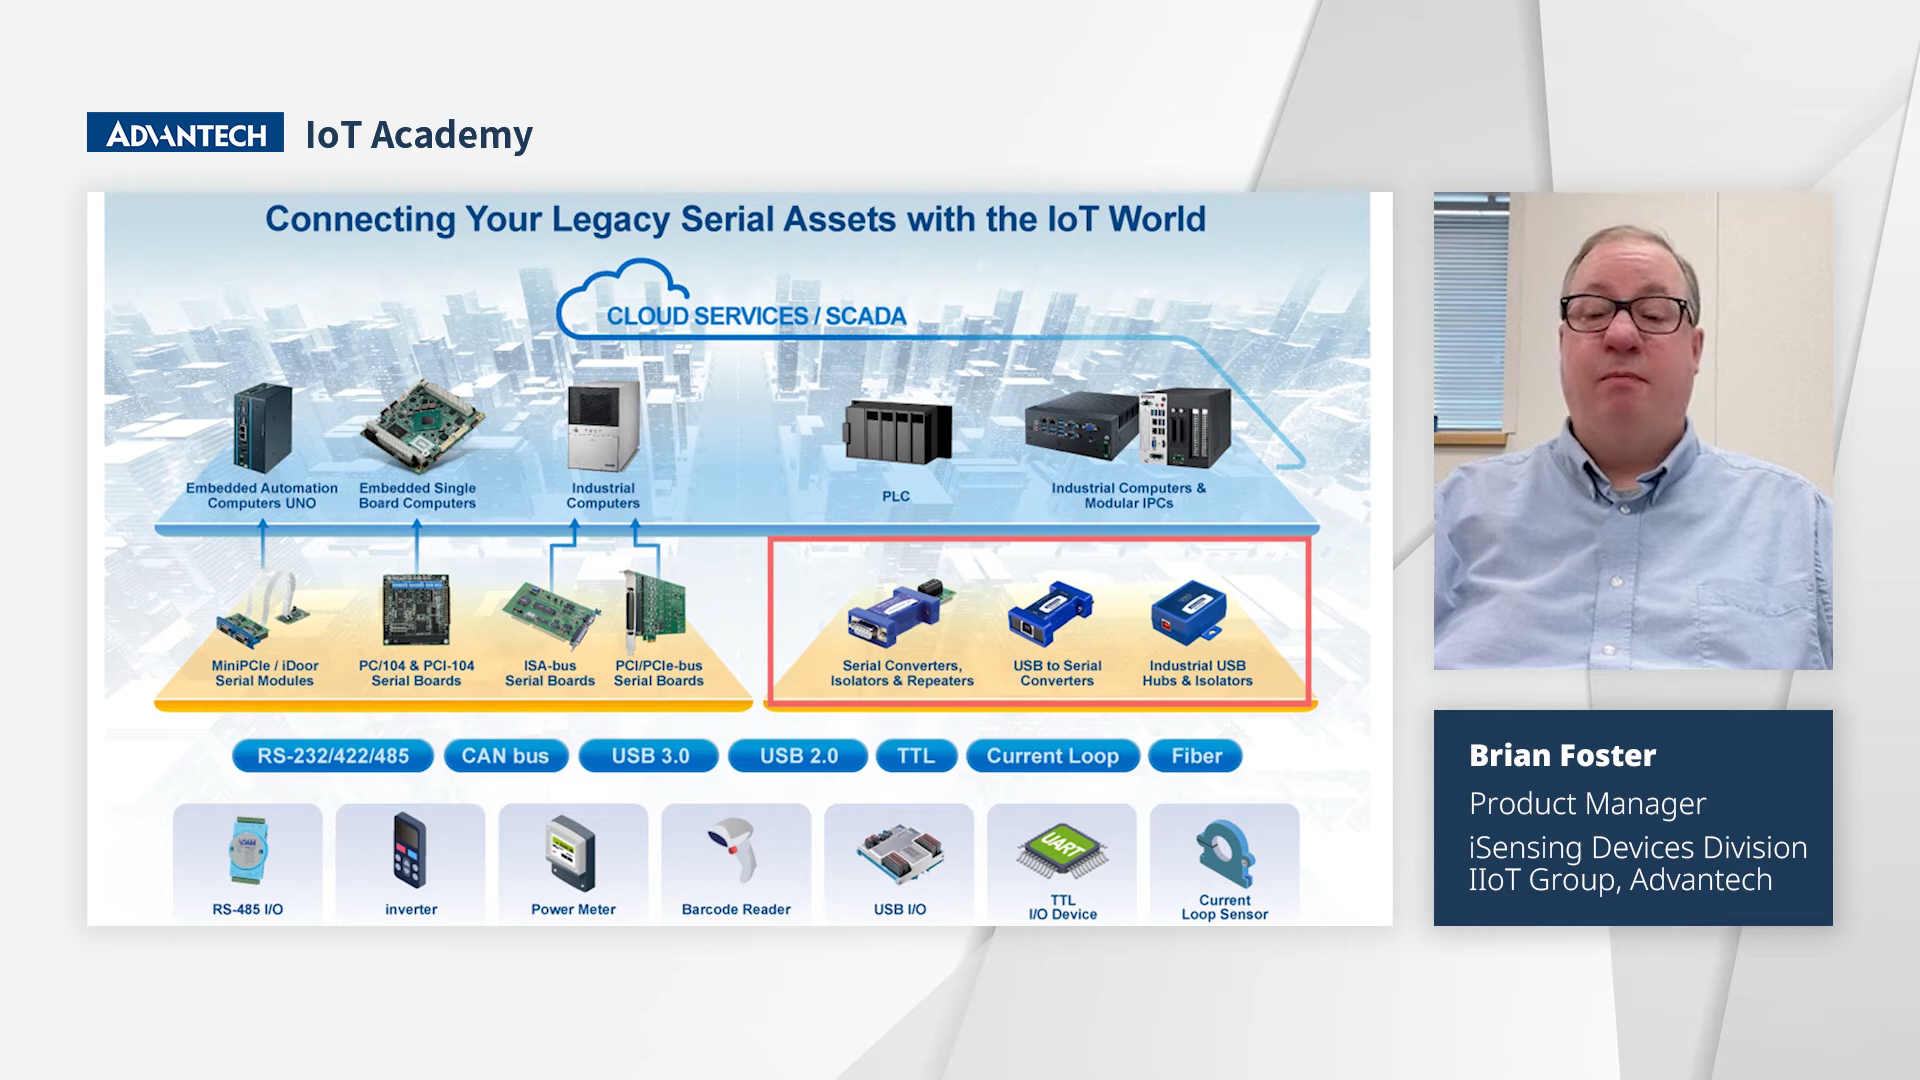 ADVANTECH IoT Academy
Connecting Your Legacy Serial Assets with the IoT World
CLOUD SERVICES / SCADA
Embedded Automation
Computers UNO
Embedded Single
Board Computers
Industrial
Computers
PLC
Industrial Computers &
Modular IPCs
MiniPCIe / iDoor
Serial Modules
PC/104 & PCI-104
Serial Boards
ISA-bus
Serial Boards
PCI/PCIe-bus
Serial Boards
Serial Converters,
Isolators & Repeaters
USB to Serial
Converters
Industrial USB
Hubs & Isolators
RS-232/422/485
CAN bus
USB 3.0
USB 2.0
TTL
Current Loop
Fiber
UART
RS-485 I/O
inverter
Power Meter
Barcode Reader
USB I/O
TTL
I/O Device
Current
Loop Sensor
Brian Foster
Product Manager
iSensing Devices Division
IIoT Group, Advantech